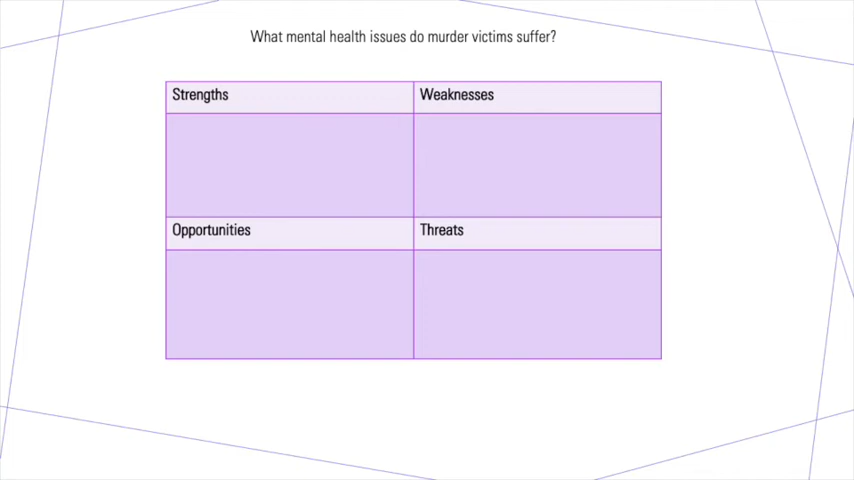 What mental health issues do murder victims suffer?
Strengths
Weaknesses
Opportunities
Threats